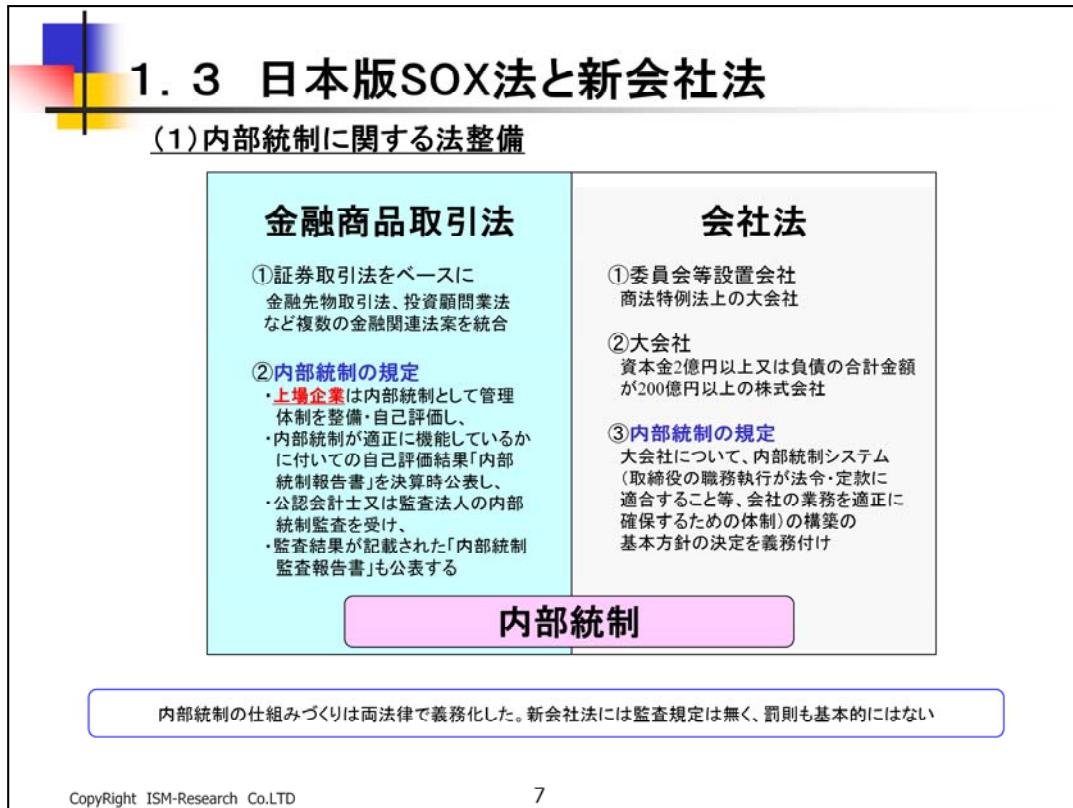 1.3 日本版SOX法と新会社法
(1)内部統制に関する法整備
金融商品取引法
①証券取引法をベースに
金融先物取引法、投資顧問業法
など複数の金融関連法案を統合
②内部統制の規定
・上場企業は内部統制として管理
体制を整備・自己評価し、
・内部統制が適正に機能しているか
に付いての自己評価結果「内部
統制報告書」を決算時公表し、
・公認会計士又は監査法人の内部
統制監査を受け、
・監査結果が記載された「内部統制
監査報告書」も公表する
会社法
①委員会等設置会社
商法特例法上の大会社
②大会社
資本金2億円以上又は負債の合計金額
が200億円以上の株式会社
③内部統制の規定
大会社について、内部統制システム
(取締役の職務執行が法令・定款に
適合すること等、会社の業務を適正に
確保するための体制)の構築の
基本方針の決定を義務付け
内部統制
内部統制の仕組みづくりは両法律で義務化した。新会社法には監査規定は無く、罰則も基本的にはない
CopyRight ISM-Research Co.LTD
7